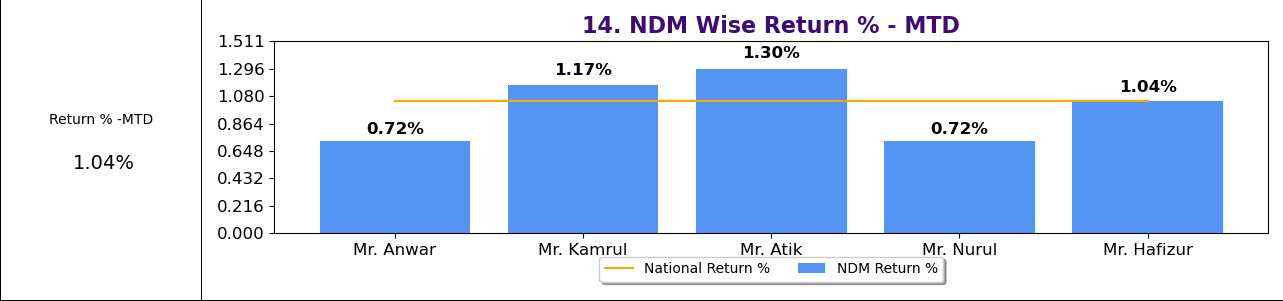 Return % -MTD
1.04%
14. NDM Wise Return % - MTD
1.511
1.296
1.080
0.864
0.648
0.432
0.216
0.000
0.72%
1.17%
1.30%
0.72%
1.04%
Mr. Anwar
Mr. Kamrul
Mr. Atik
Mr. Nurul
Mr. Hafizur
National Return %
NDM Return %